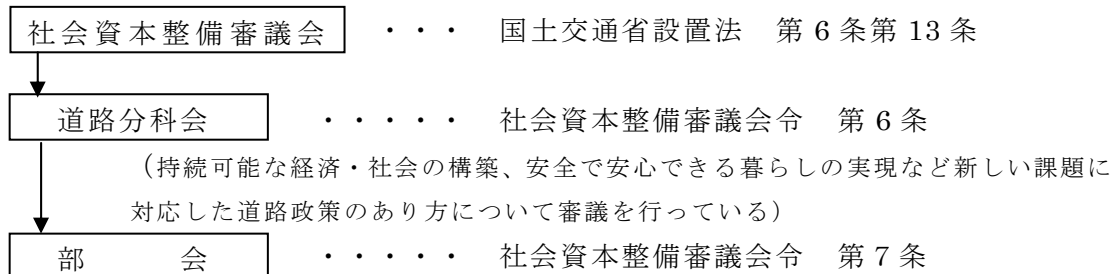 社会資本整備審議会 ・・・ 国土交通省設置法 第6条第13条
道路分科会 ・・・・・ 社会資本整備審議会令 第6条
（持続可能な経済・社会の構築、安全で安心できる暮らしの実現など新しい課題に
対応した道路政策のあり方について審議を行っている）
部 会 ・・・・・ 社会資本整備審議会令 第7条